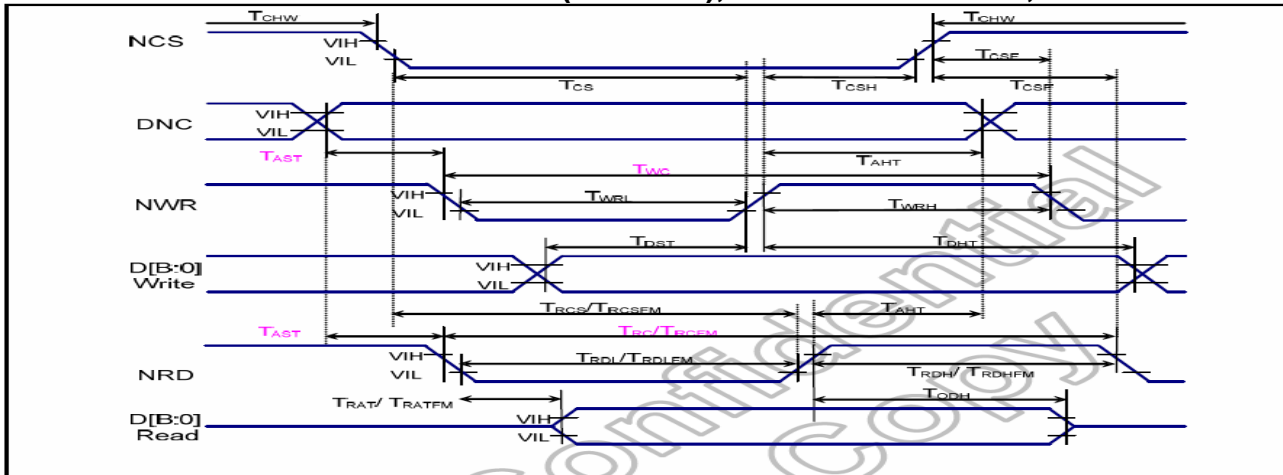 TCHW TCHW
NCS VIH
VIL
TCSF
TCS TCSH TCSF
DNC VIH
VIL
TAST TAHT
TWC
NWR VIH
VIL TWRL TWRH
TDST TDHT
D[B:0] VIH
Write VIL
TRCS/TRCSFM TAHT
TAST TRC/TRCFM
NRD VIH
VIL TRDL/TRDLFM TRDH/ TRDHFM
TRAT/ TRATFM TODH
D[B:0] VIH
Read VIL
Confidential
Copy